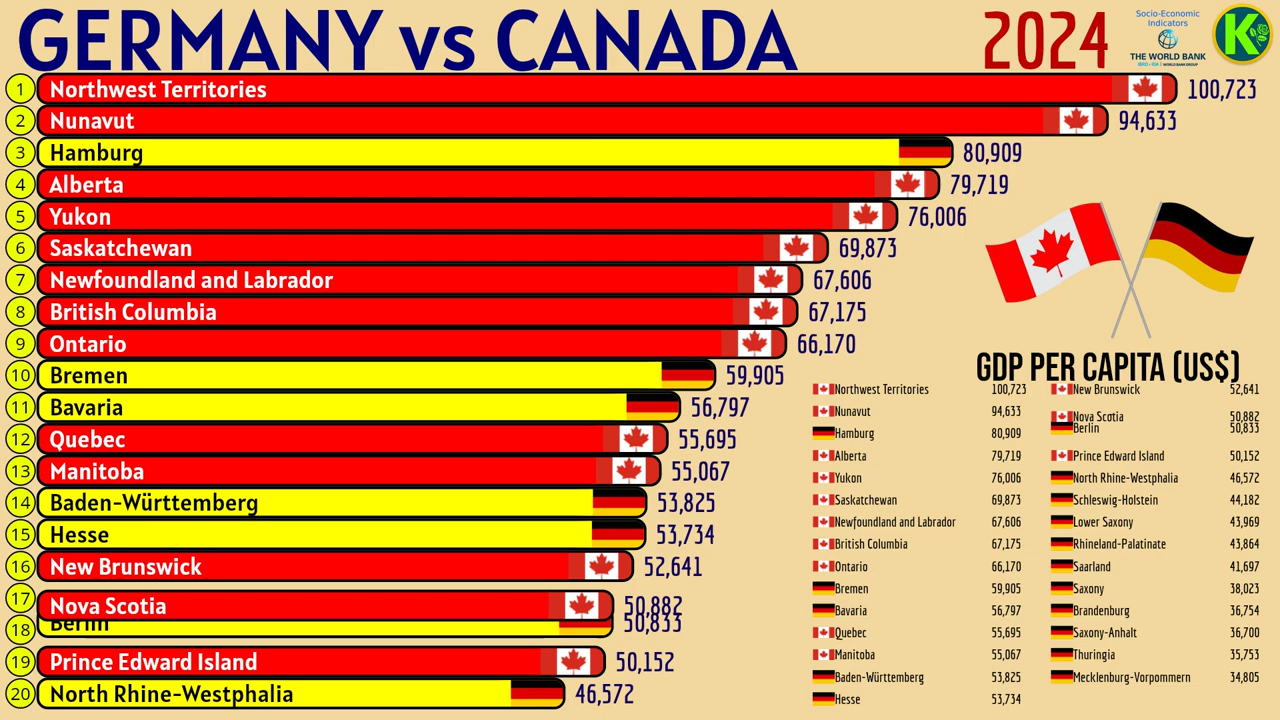 GERMANY vs CANADA
2024
Socio-Economic
Indicators
THE WORLD BANK
IBRD • IDA | WORLD BANK GROUP
K
1 Northwest Territories 100,723
2 Nunavut 94,633
3 Hamburg 80,909
4 Alberta 79,719
5 Yukon 76,006
6 Saskatchewan 69,873
7 Newfoundland and Labrador 67,606
8 British Columbia 67,175
9 Ontario 66,170
10 Bremen 59,905
11 Bavaria 56,797
12 Quebec 55,695
13 Manitoba 55,067
14 Baden-Württemberg 53,825
15 Hesse 53,734
16 New Brunswick 52,641
17 Nova Scotia 50,882
18 Berlin 50,833
19 Prince Edward Island 50,152
20 North Rhine-Westphalia 46,572
GDP PER CAPITA (US$)
Northwest Territories 100,723
Nunavut 94,633
Hamburg 80,909
Alberta 79,719
Yukon 76,006
Saskatchewan 69,873
Newfoundland and Labrador 67,606
British Columbia 67,175
Ontario 66,170
Bremen 59,905
Bavaria 56,797
Quebec 55,695
Manitoba 55,067
Baden-Württemberg 53,825
Hesse 53,734
New Brunswick 52,641
Nova Scotia 50,882
Berlin 50,833
Prince Edward Island 50,152
North Rhine-Westphalia 46,572
Schleswig-Holstein 44,182
Lower Saxony 43,969
Rhineland-Palatinate 43,864
Saarland 41,697
Saxony 38,023
Brandenburg 36,754
Saxony-Anhalt 36,700
Thuringia 35,753
Mecklenburg-Vorpommern 34,805